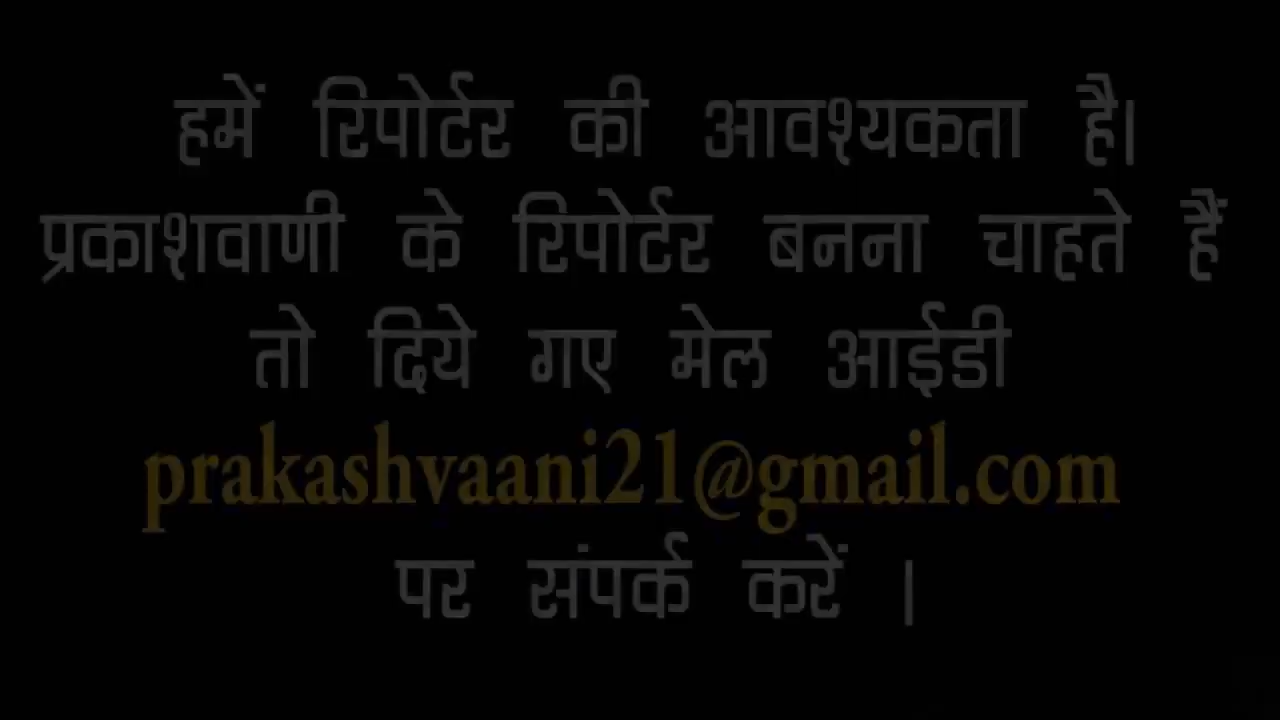 हमें रिपोर्टर की आवश्यकता है।
प्रकाशवाणी के रिपोर्टर बनना चाहते हैं
तो दिये गए मेल आईडी
prakashvaani21@gmail.com
पर संपर्क करें ।